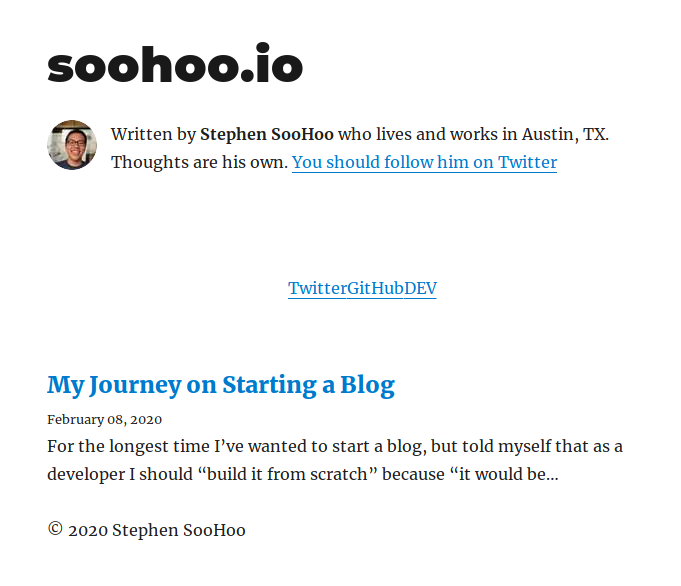 soohoo.io
Written by Stephen SooHoo who lives and works in Austin, TX.
Thoughts are his own. You should follow him on Twitter
TwitterGitHubDEV
My Journey on Starting a Blog
February 08, 2020
For the longest time I’ve wanted to start a blog, but told myself that as a
developer I should “build it from scratch” because “it would be…
© 2020 Stephen SooHoo